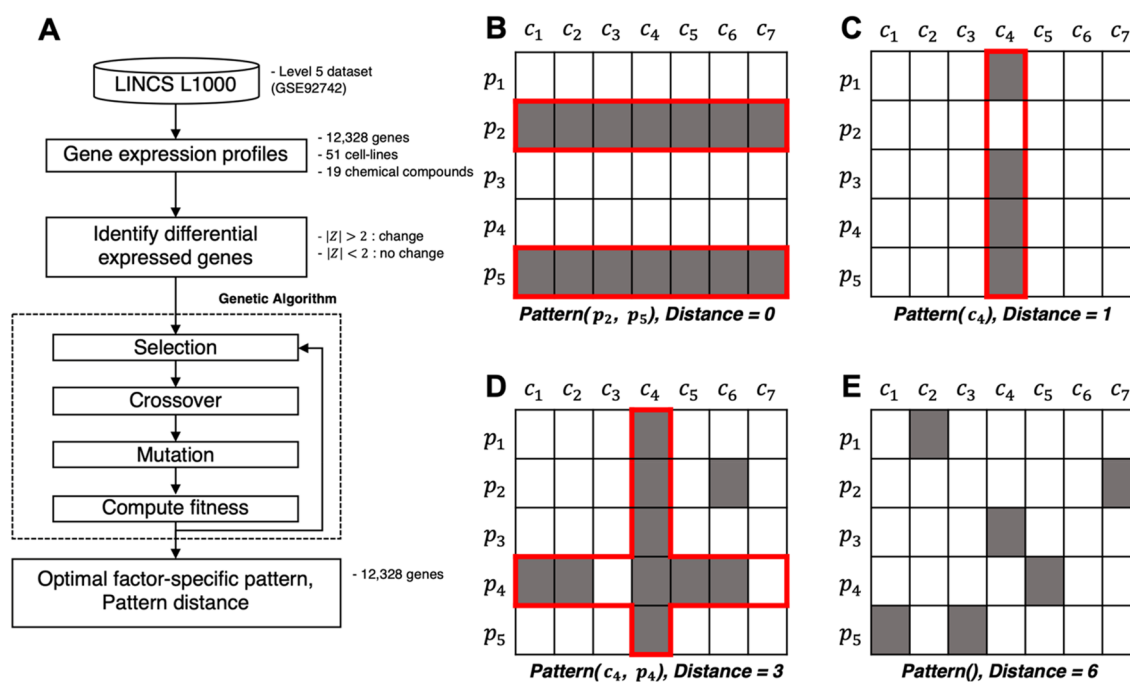 A
LINCS L1000
- Level 5 dataset
(GSE92742)
Gene expression profiles
- 12,328 genes
- 51 cell-lines
- 19 chemical compounds
Identify differential
expressed genes
- |Z| > 2 : change
- |Z| < 2 : no change
Genetic Algorithm
Selection
Crossover
Mutation
Compute fitness
Optimal factor-specific pattern,
Pattern distance
- 12,328 genes
B
c₁ c₂ c₃ c₄ c₅ c₆ c₇
p₁
p₂
p₃
p₄
p₅
Pattern(p₂, p₅), Distance = 0
C
c₁ c₂ c₃ c₄ c₅ c₆ c₇
p₁
p₂
p₃
p₄
p₅
Pattern(c₄), Distance = 1
D
c₁ c₂ c₃ c₄ c₅ c₆ c₇
p₁
p₂
p₃
p₄
p₅
Pattern(c₄, p₄), Distance = 3
E
c₁ c₂ c₃ c₄ c₅ c₆ c₇
p₁
p₂
p₃
p₄
p₅
Pattern(), Distance = 6